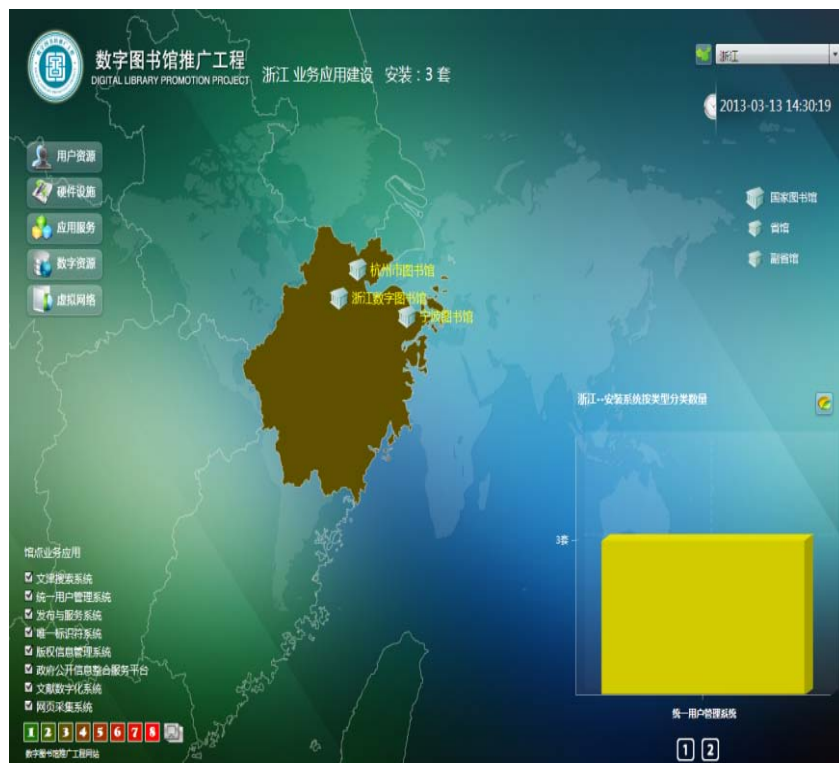 数字图书馆推广工程
DIGITAL LIBRARY PROMOTION PROJECT
浙江 业务应用建设 安装：3 套
浙江
2013-03-13 14:30:19
用户资源
硬件设施
应用服务
数字资源
虚拟网络
国家图书馆
省馆
副省馆
杭州市图书馆
浙江数字图书馆
宁波图书馆
浙江--安装系统按类型分类数量
3套
统一用户管理系统
1 2
馆点业务应用
文津搜索系统
统一用户管理系统
发布与服务系统
唯一标识符系统
版权信息管理系统
政府公开信息整合服务平台
文献数字化系统
网页采集系统
1 2 3 4 5 6 7 8
数字图书馆推广工程网站